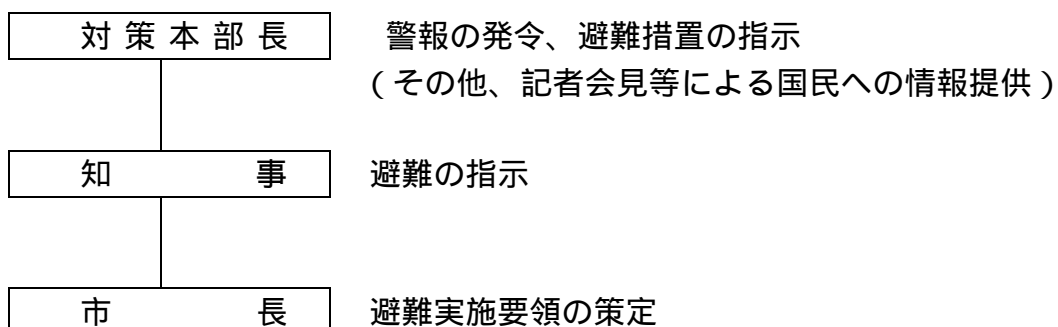 対策本部長 警報の発令、避難措置の指示
（その他、記者会見等による国民への情報提供）
知事 避難の指示
市長 避難実施要領の策定